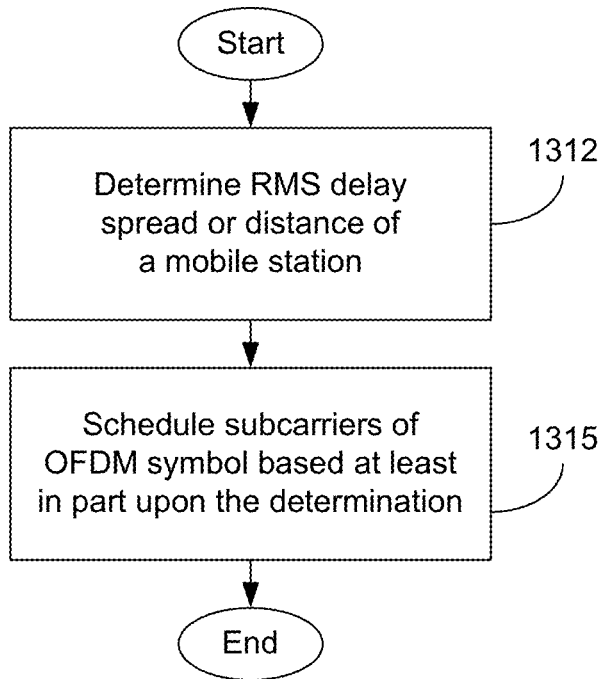 Start
1312
Determine RMS delay
spread or distance of
a mobile station
1315
Schedule subcarriers of
OFDM symbol based at least
in part upon the determination
End